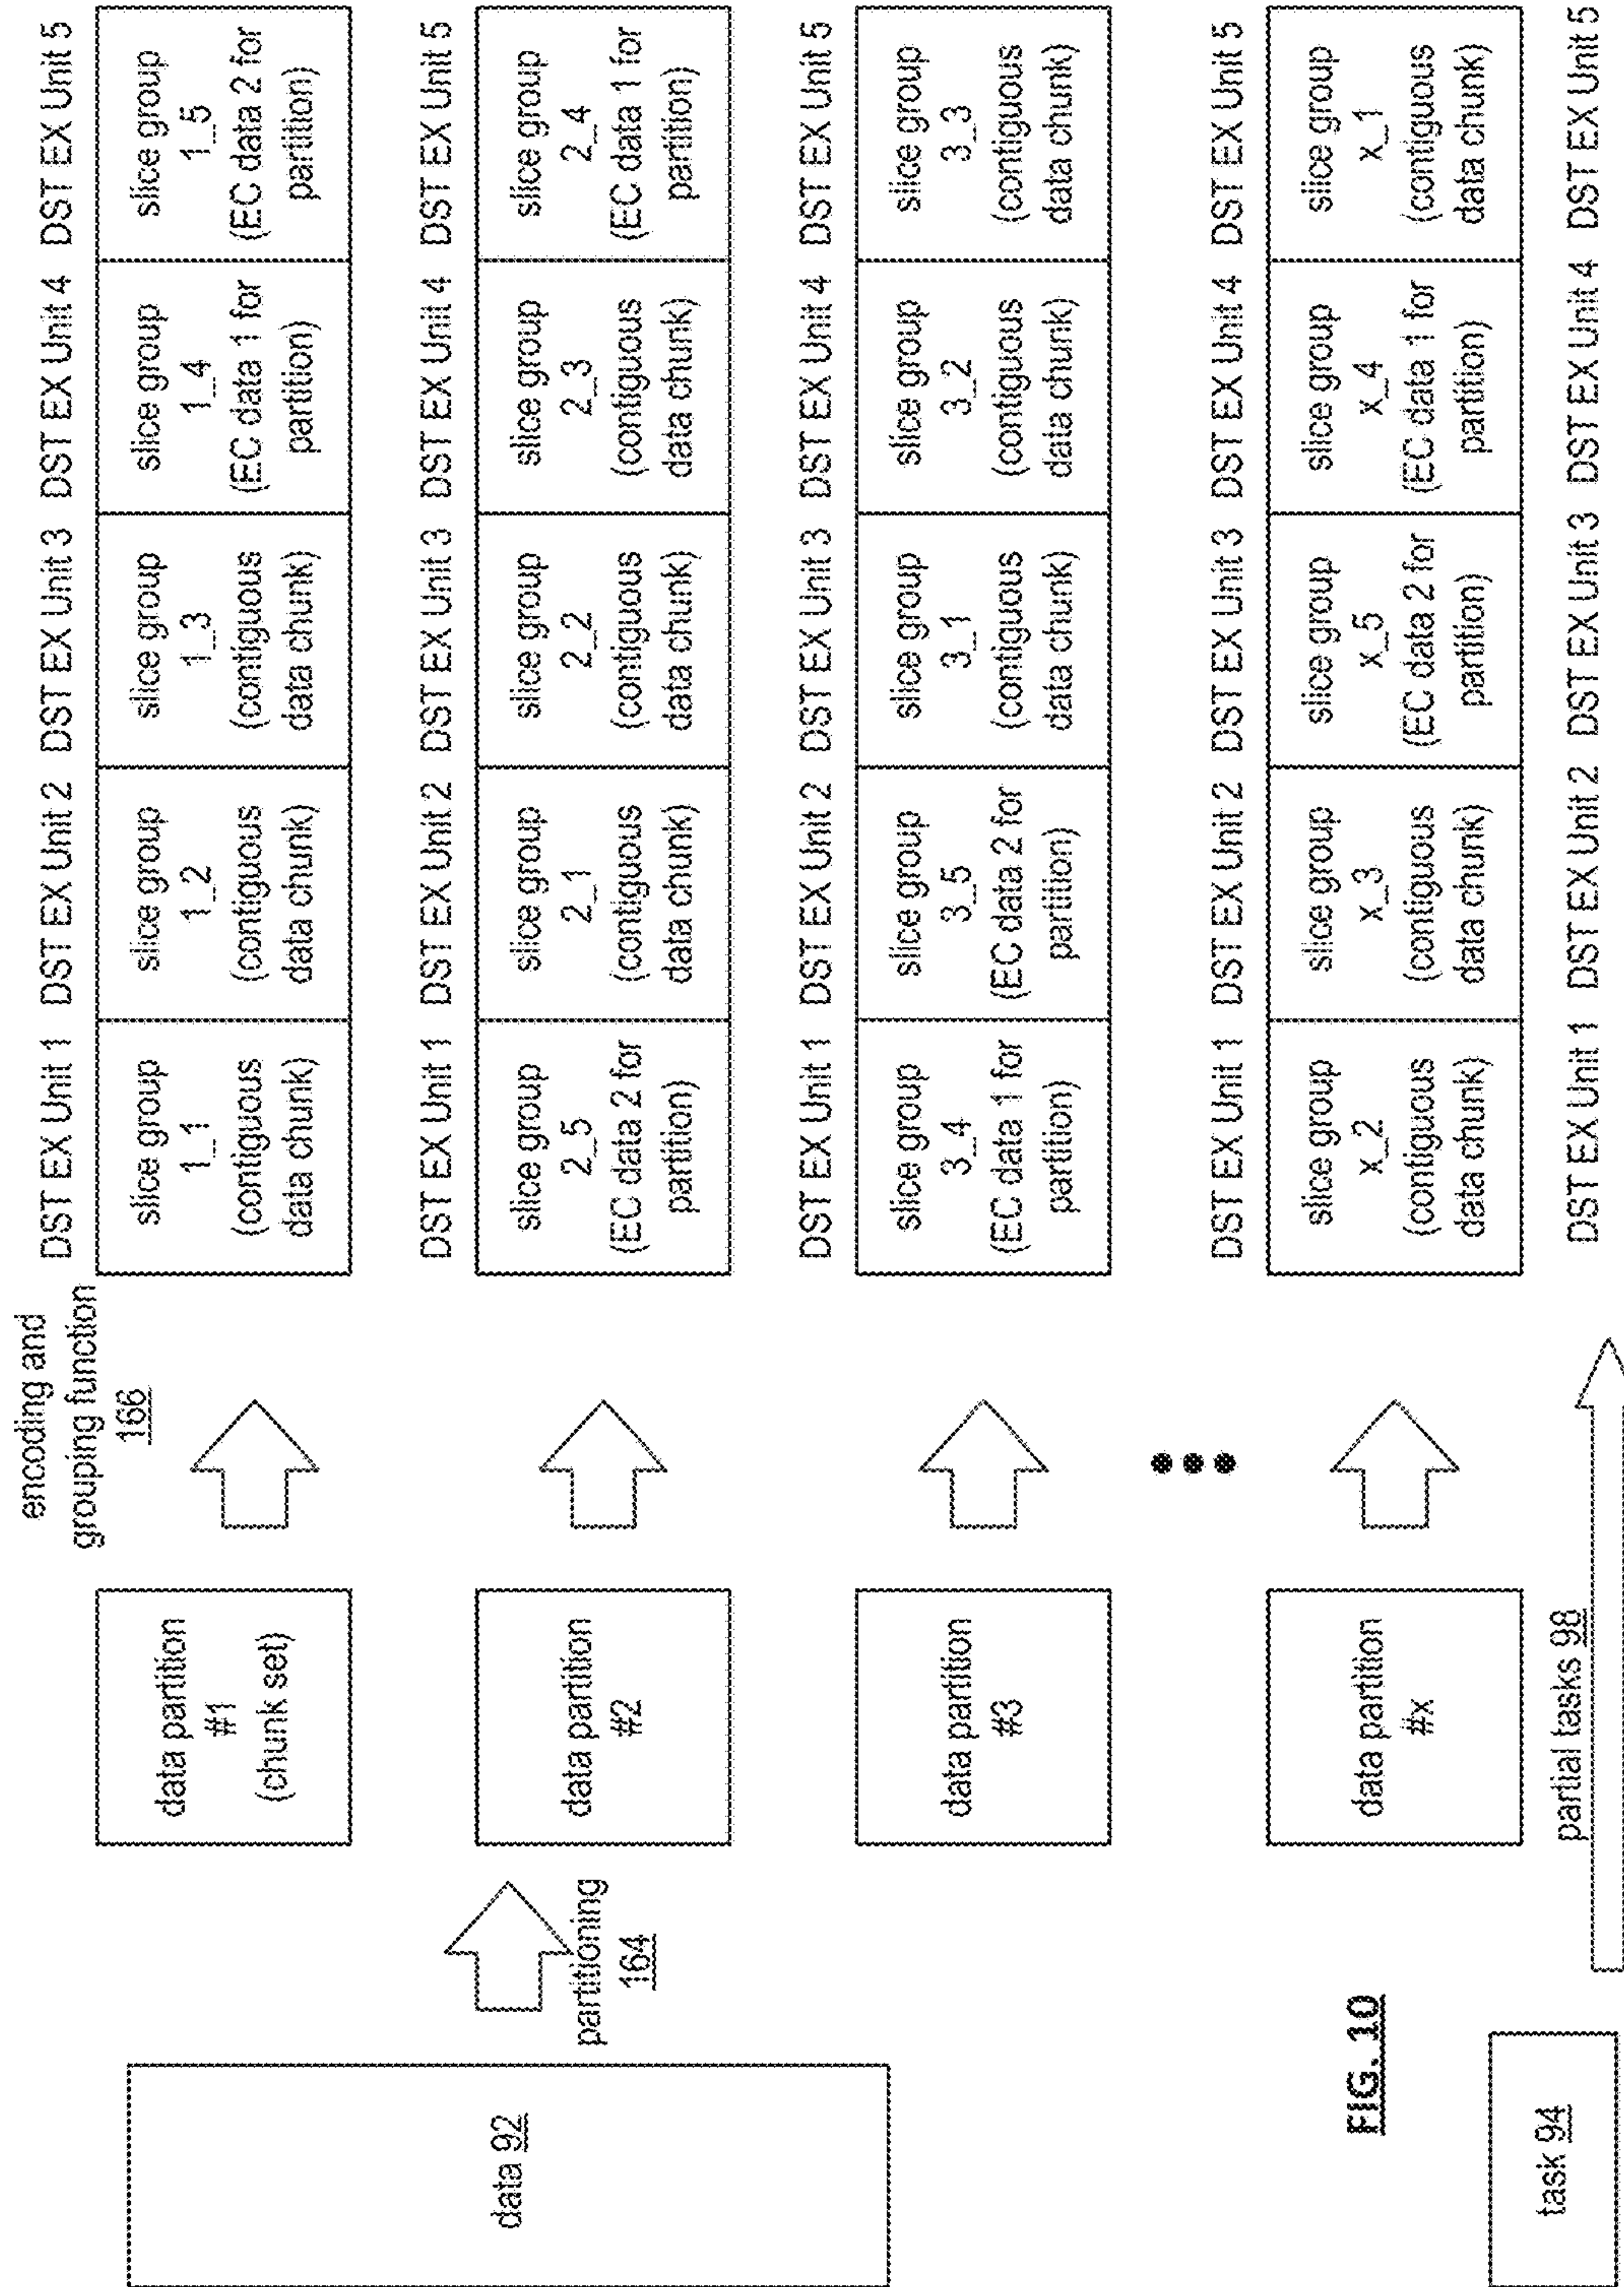 encoding and
grouping function
166
DST EX Unit 1 DST EX Unit 2 DST EX Unit 3 DST EX Unit 4 DST EX Unit 5
data 92
partitioning
164
data partition
#1
(chunk set)
slice group
1_1
(contiguous
data chunk)
slice group
1_2
(contiguous
data chunk)
slice group
1_3
(contiguous
data chunk)
slice group
1_4
(EC data 1 for
partition)
slice group
1_5
(EC data 2 for
partition)
DST EX Unit 1 DST EX Unit 2 DST EX Unit 3 DST EX Unit 4 DST EX Unit 5
data partition
#2
slice group
2_5
(EC data 2 for
partition)
slice group
2_1
(contiguous
data chunk)
slice group
2_2
(contiguous
data chunk)
slice group
2_3
(contiguous
data chunk)
slice group
2_4
(EC data 1 for
partition)
DST EX Unit 1 DST EX Unit 2 DST EX Unit 3 DST EX Unit 4 DST EX Unit 5
data partition
#3
slice group
3_4
(EC data 1 for
partition)
slice group
3_5
(EC data 2 for
partition)
slice group
3_1
(contiguous
data chunk)
slice group
3_2
(contiguous
data chunk)
slice group
3_3
(contiguous
data chunk)
DST EX Unit 1 DST EX Unit 2 DST EX Unit 3 DST EX Unit 4 DST EX Unit 5
data partition
#x
slice group
x_2
(contiguous
data chunk)
slice group
x_3
(contiguous
data chunk)
slice group
x_5
(EC data 2 for
partition)
slice group
x_4
(EC data 1 for
partition)
slice group
x_1
(contiguous
data chunk)
FIG. 10
task 94
partial tasks 98
DST EX Unit 1 DST EX Unit 2 DST EX Unit 3 DST EX Unit 4 DST EX Unit 5